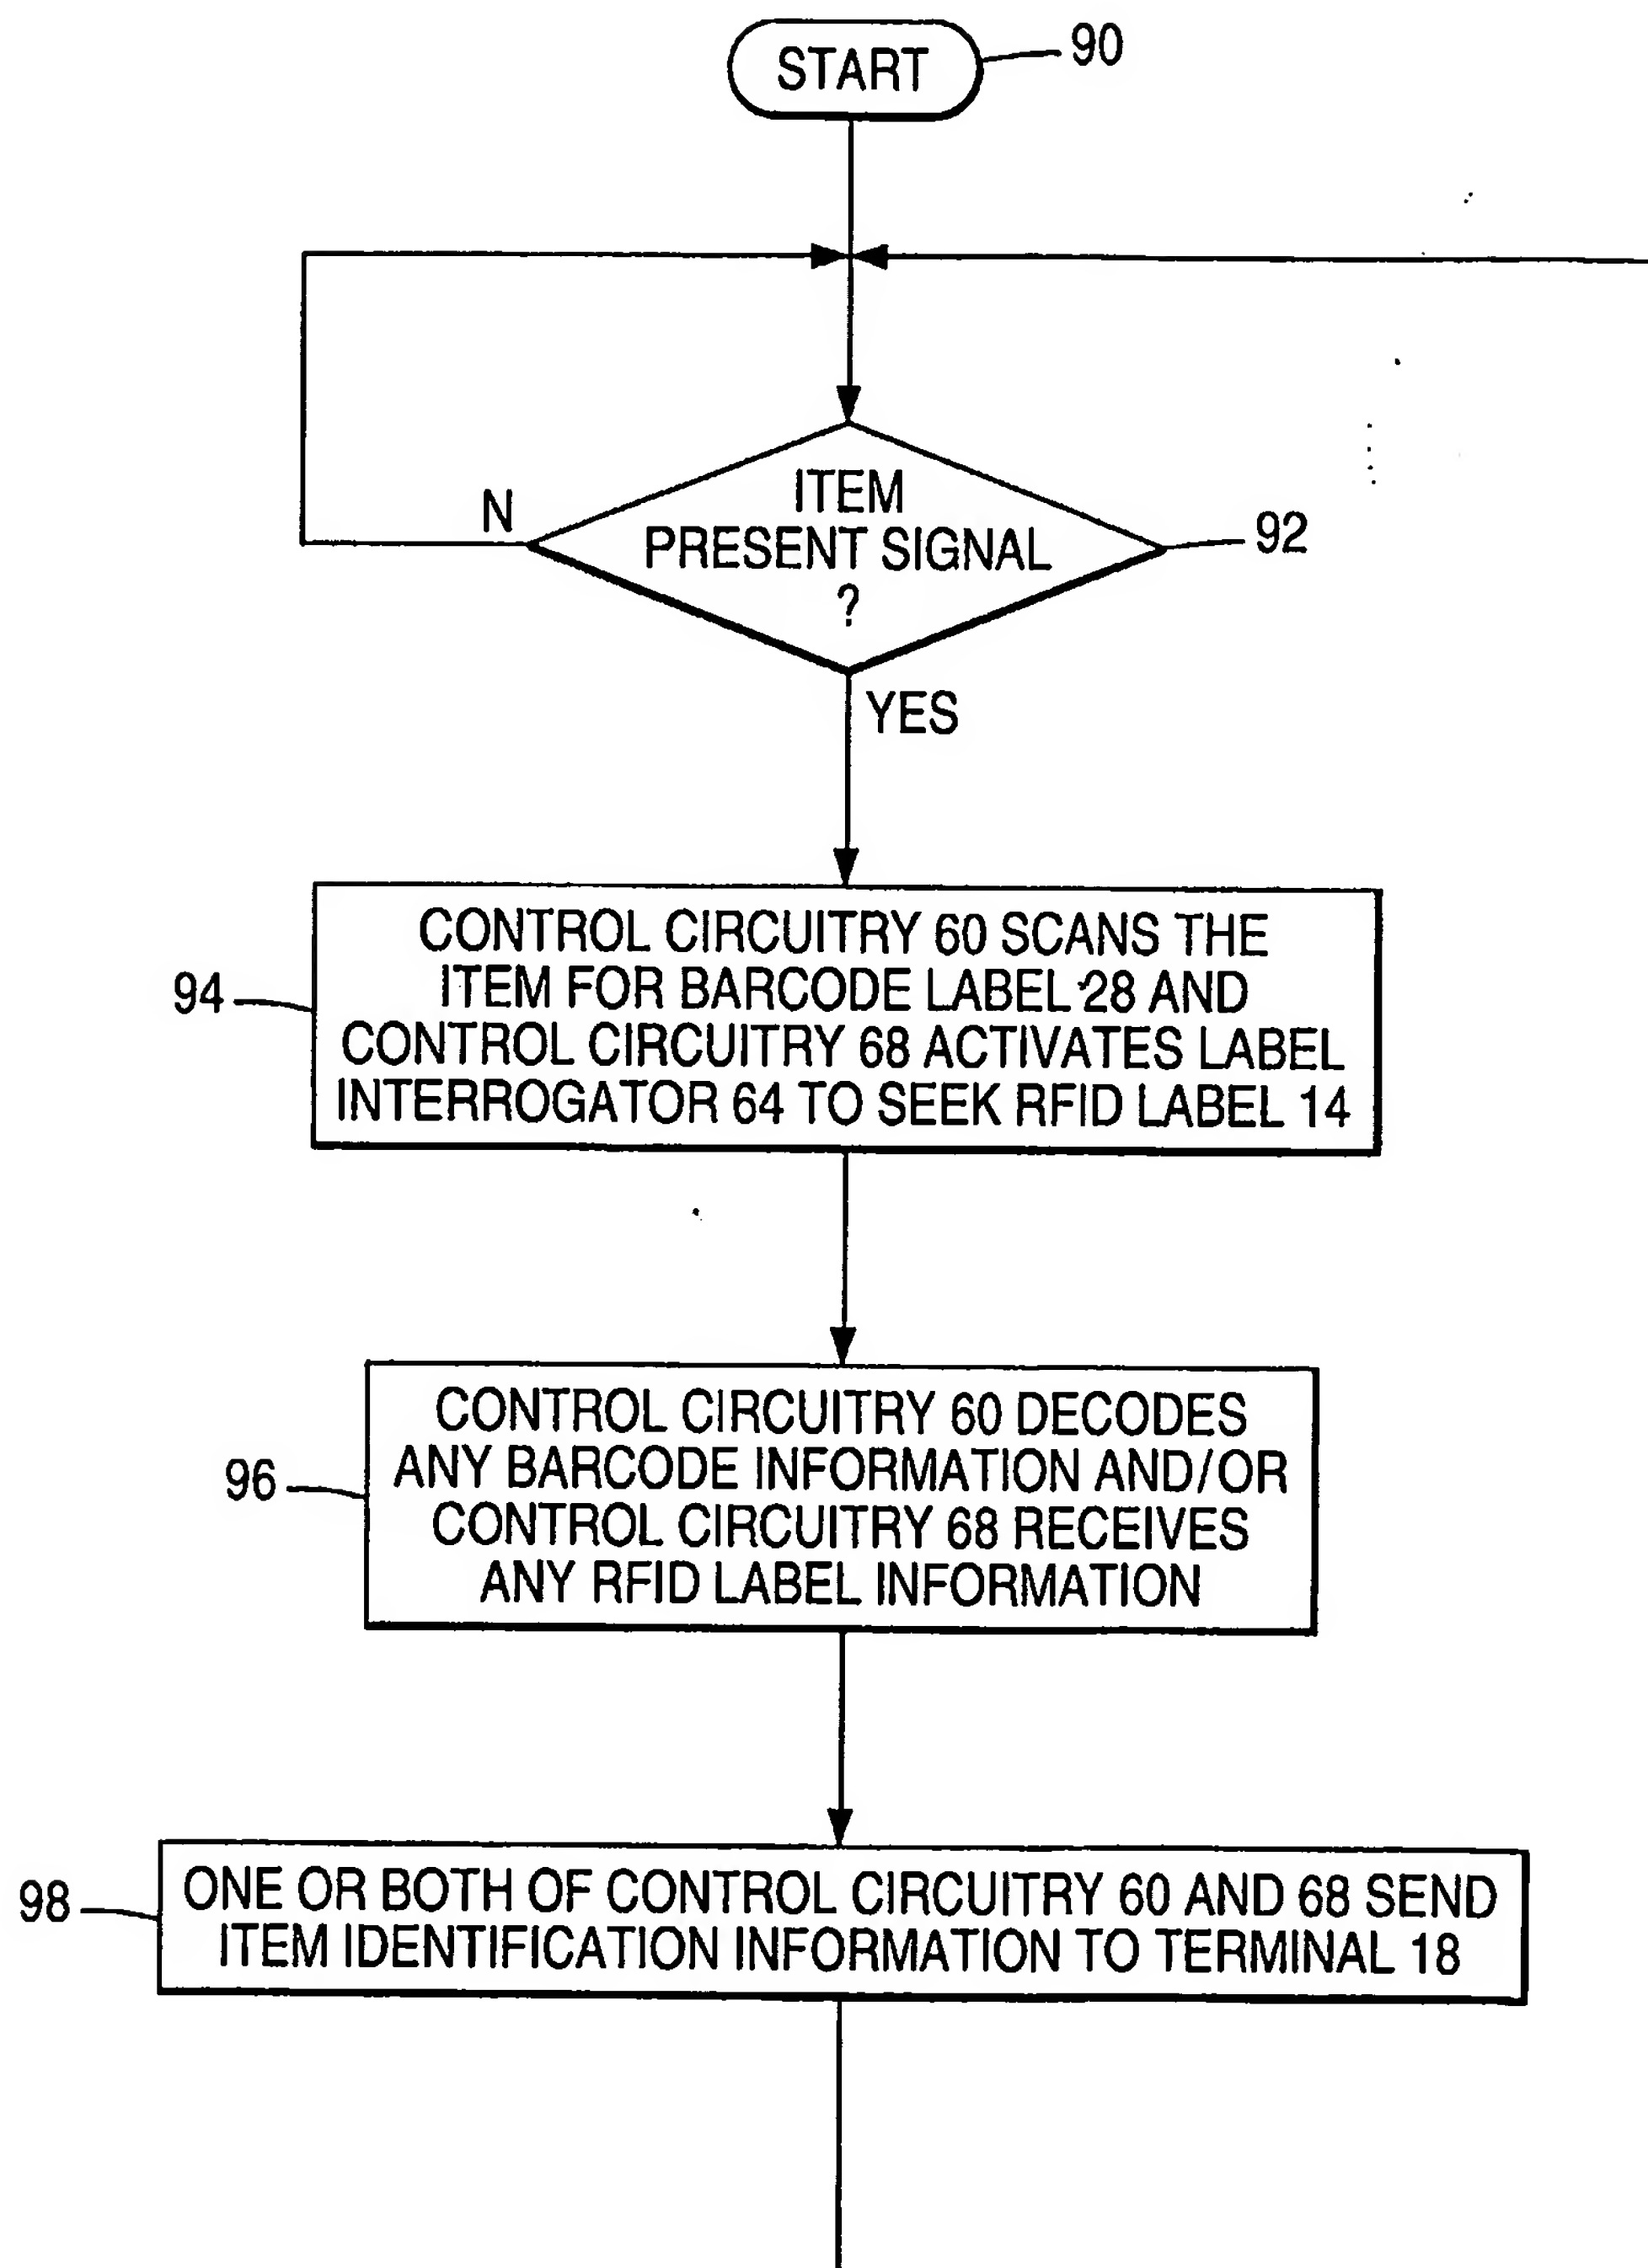 START
90
N
ITEM
PRESENT SIGNAL
?
92
YES
94
CONTROL CIRCUITRY 60 SCANS THE
ITEM FOR BARCODE LABEL 28 AND
CONTROL CIRCUITRY 68 ACTIVATES LABEL
INTERROGATOR 64 TO SEEK RFID LABEL 14
96
CONTROL CIRCUITRY 60 DECODES
ANY BARCODE INFORMATION AND/OR
CONTROL CIRCUITRY 68 RECEIVES
ANY RFID LABEL INFORMATION
98
ONE OR BOTH OF CONTROL CIRCUITRY 60 AND 68 SEND
ITEM IDENTIFICATION INFORMATION TO TERMINAL 18